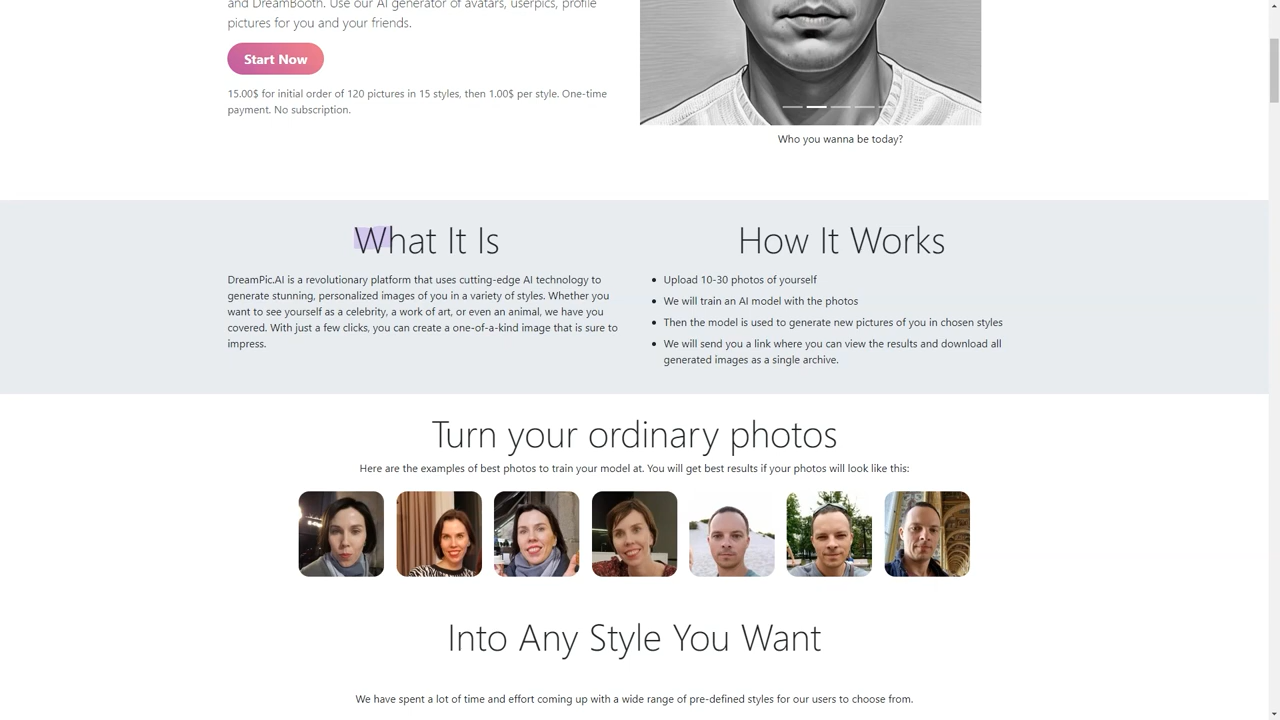 and DreamBooth. Use our AI generator of avatars, userpics, profile
pictures for you and your friends.
Start Now
15.00$ for initial order of 120 pictures in 15 styles, then 1.00$ per style. One-time
payment. No subscription.
Who you wanna be today?
What It Is
DreamPic.AI is a revolutionary platform that uses cutting-edge AI technology to
generate stunning, personalized images of you in a variety of styles. Whether you
want to see yourself as a celebrity, a work of art, or even an animal, we have you
covered. With just a few clicks, you can create a one-of-a-kind image that is sure to
impress.
How It Works
• Upload 10-30 photos of yourself
• We will train an AI model with the photos
• Then the model is used to generate new pictures of you in chosen styles
• We will send you a link where you can view the results and download all
generated images as a single archive.
Turn your ordinary photos
Here are the examples of best photos to train your model at. You will get best results if your photos will look like this:
Into Any Style You Want
We have spent a lot of time and effort coming up with a wide range of pre-defined styles for our users to choose from.